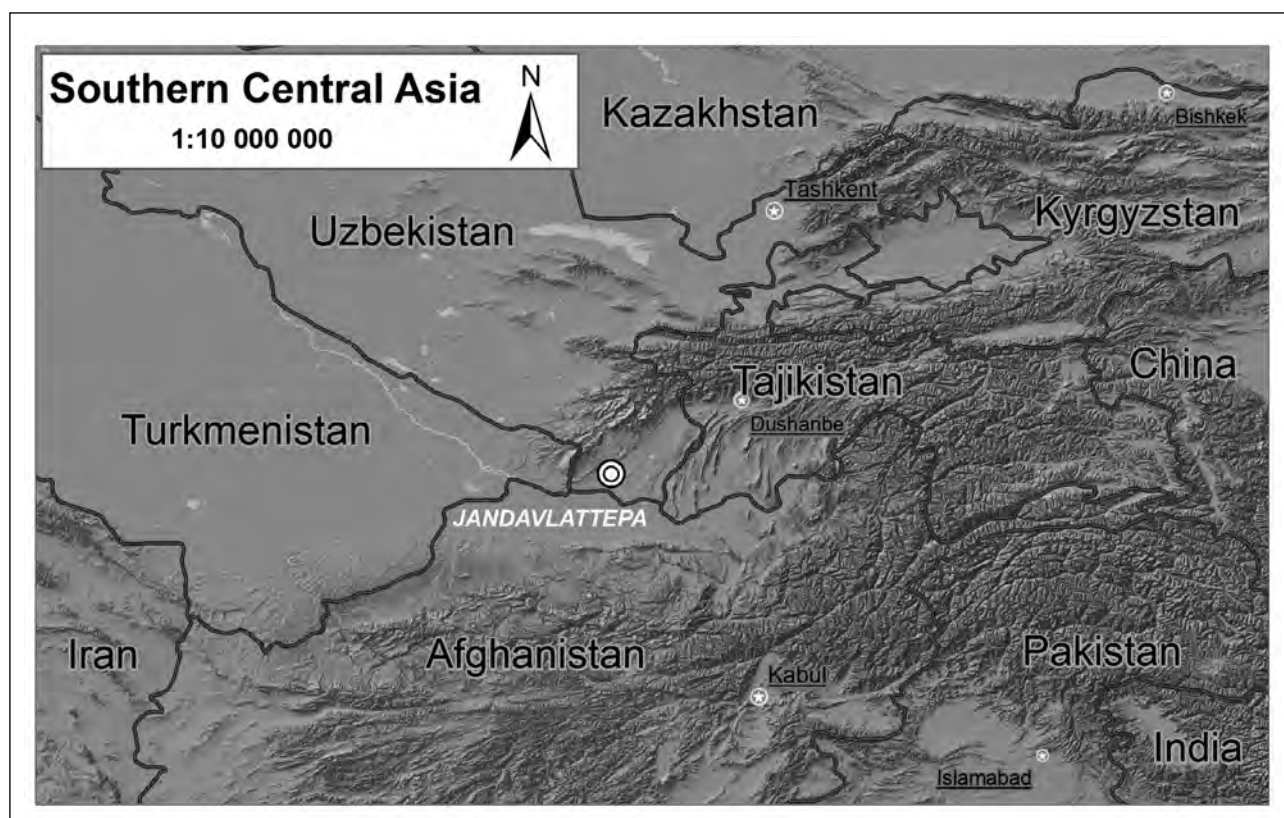 Southern Central Asia
1:10 000 000
N
Kazakhstan
Bishkek
Tashkent
Kyrgyzstan
Uzbekistan
China
Tajikistan
Dushanbe
Turkmenistan
JANDAVLATTEPA
Iran
Afghanistan
Pakistan
Kabul
India
Islamabad